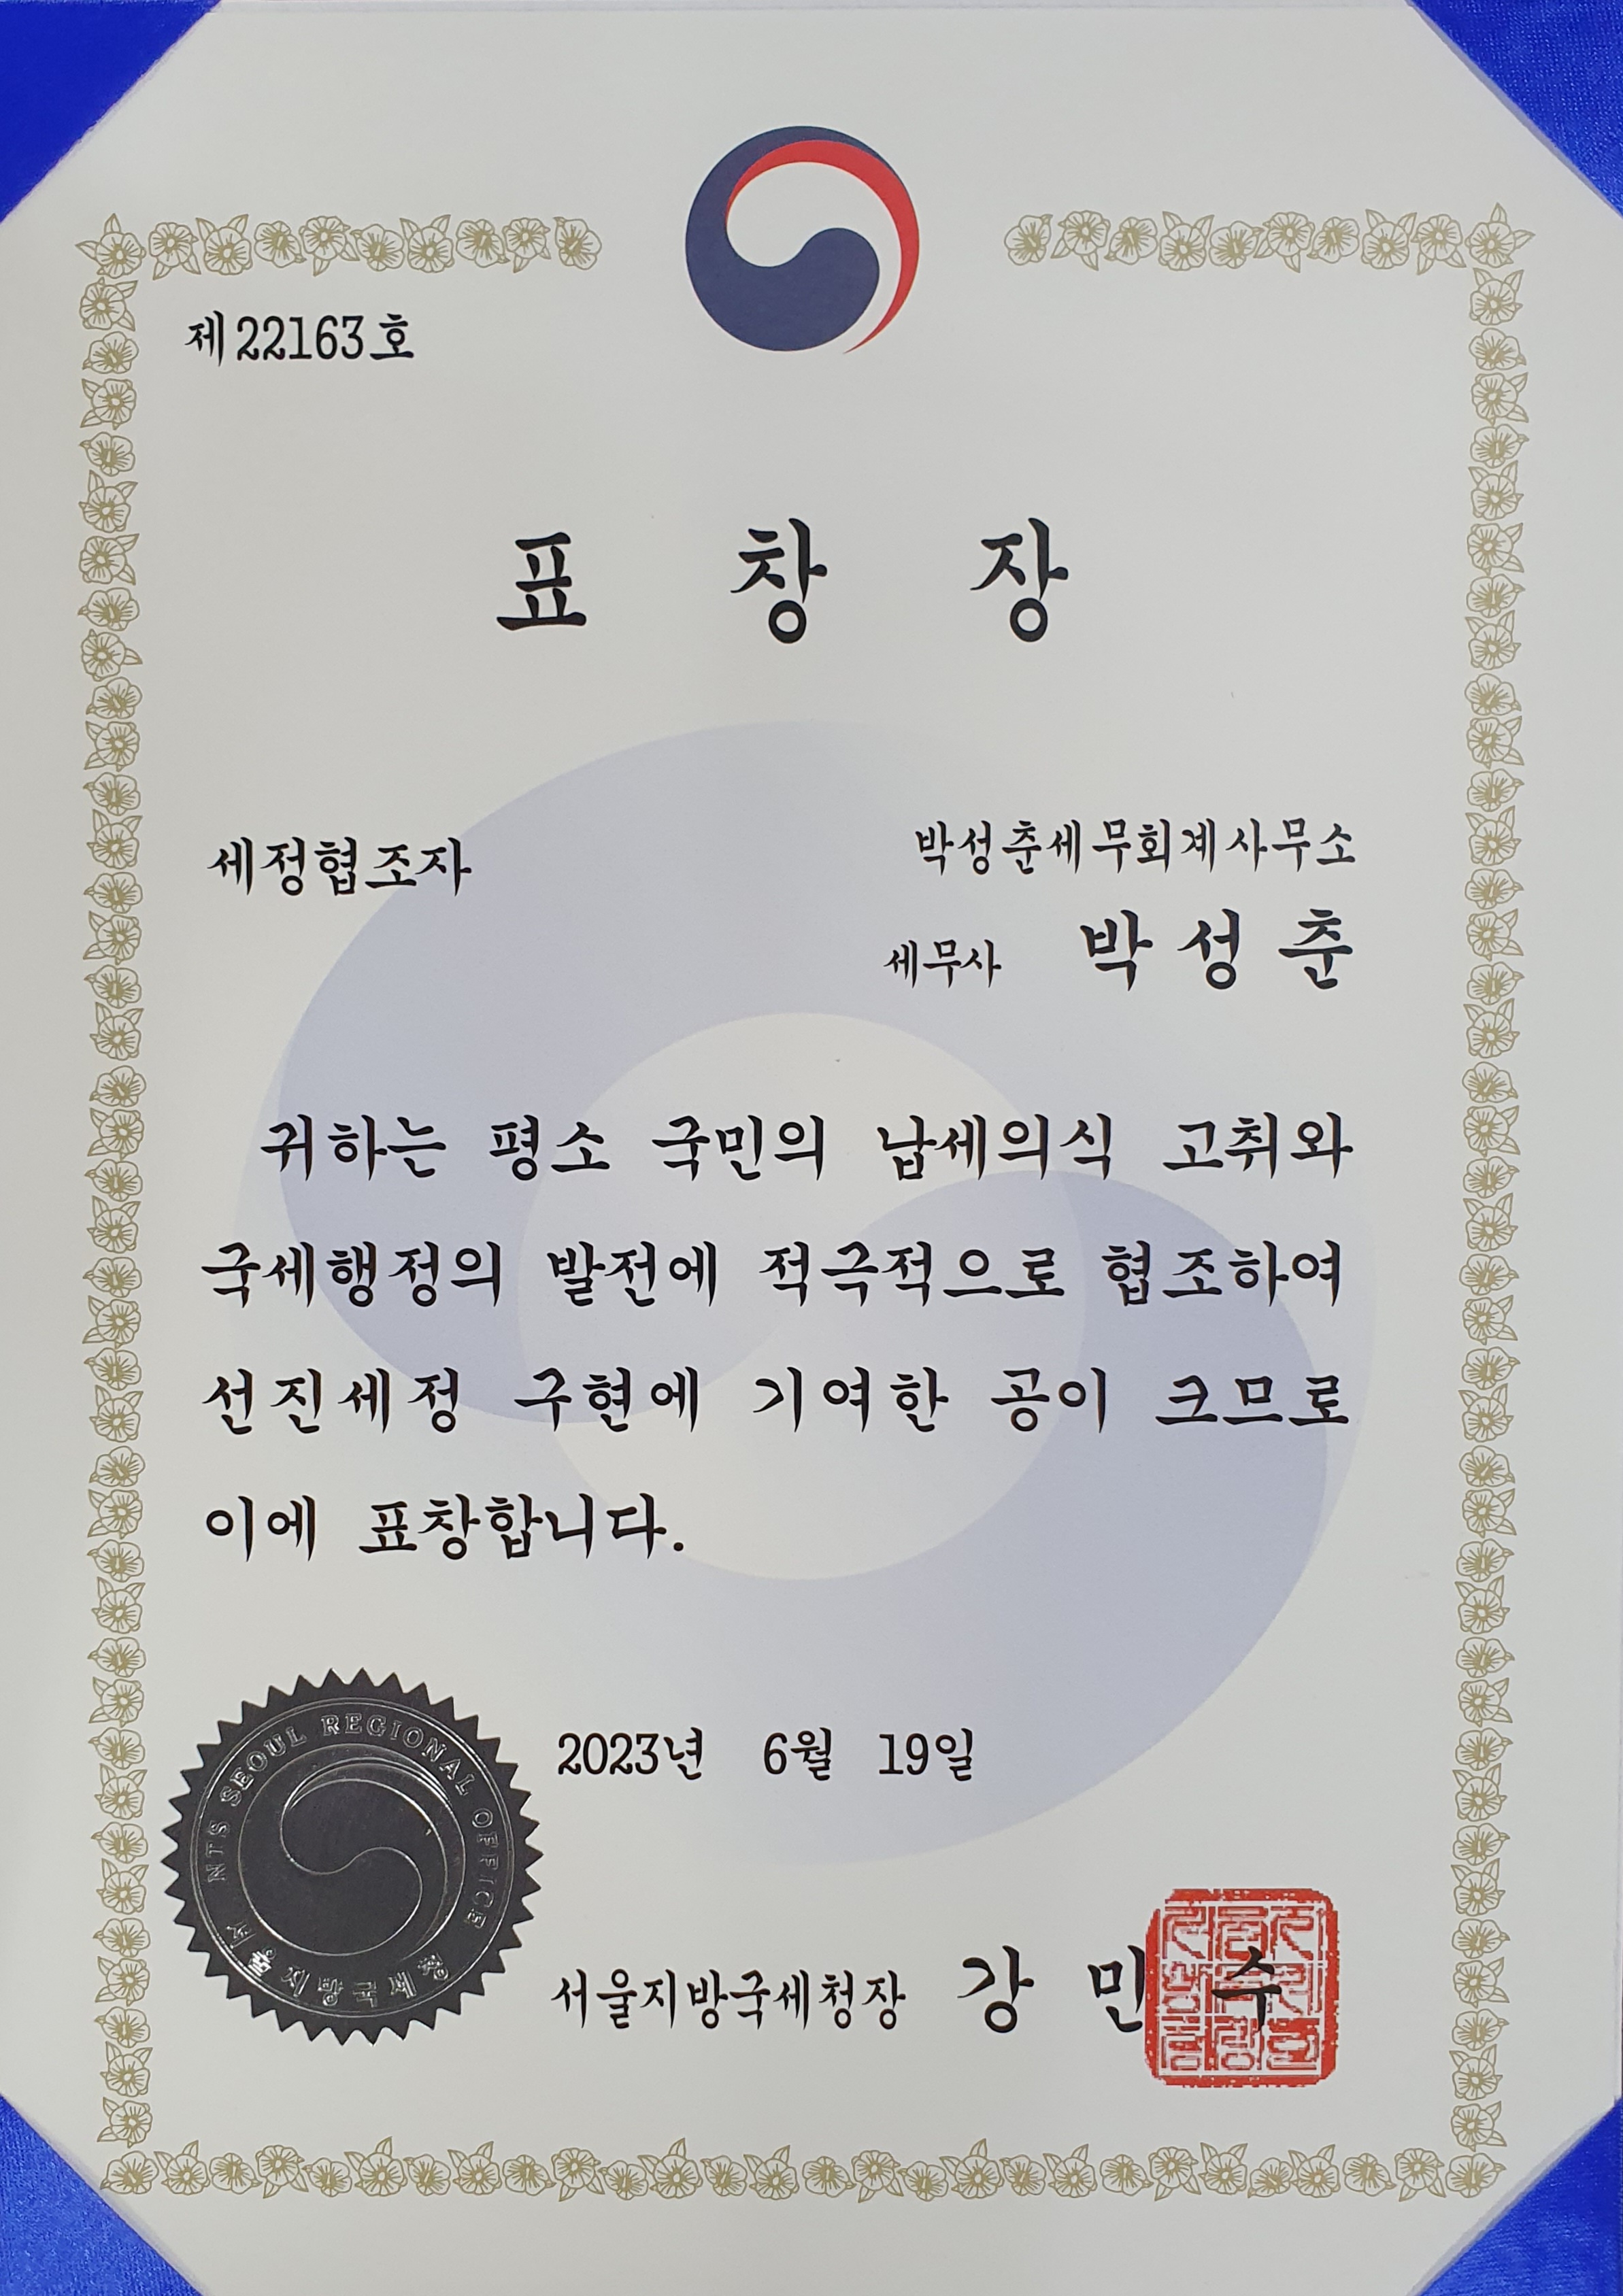 제22163호
표 창 장
세정협조자
박성춘세무회계사무소
세무사 박 성 춘
귀하는 평소 국민의 납세의식 고취와
국세행정의 발전에 적극적으로 협조하여
선진세정 구현에 기여한 공이 크므로
이에 표창합니다.
2023년 6월 19일
NTS SEOUL REGIONAL OFFICE
서울지방국세청
서울지방국세청장 강 민 수